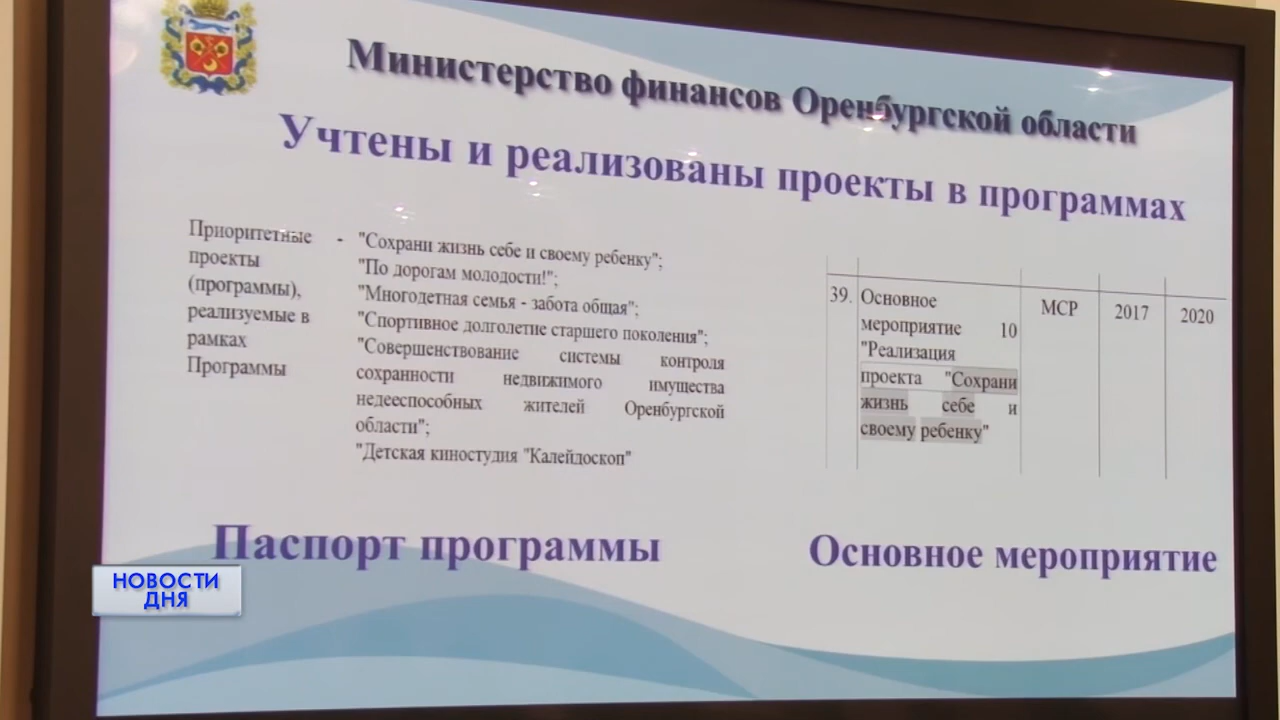 Министерство финансов Оренбургской области
Учтены и реализованы проекты в программах
Приоритетные
проекты
(программы),
реализуемые в
рамках
Программы
- "Сохрани жизнь себе и своему ребенку";
"По дорогам молодости!";
"Многодетная семья - забота общая";
"Спортивное долголетие старшего поколения";
"Совершенствование системы контроля
сохранности недвижимого имущества
недееспособных жителей Оренбургской
области";
"Детская киностудия "Калейдоскоп"
39. Основное МСР 2017 2020
мероприятие 10
"Реализация
проекта "Сохрани
жизнь себе и
своему ребенку"
Паспорт программы
Основное мероприятие
НОВОСТИ
ДНЯ